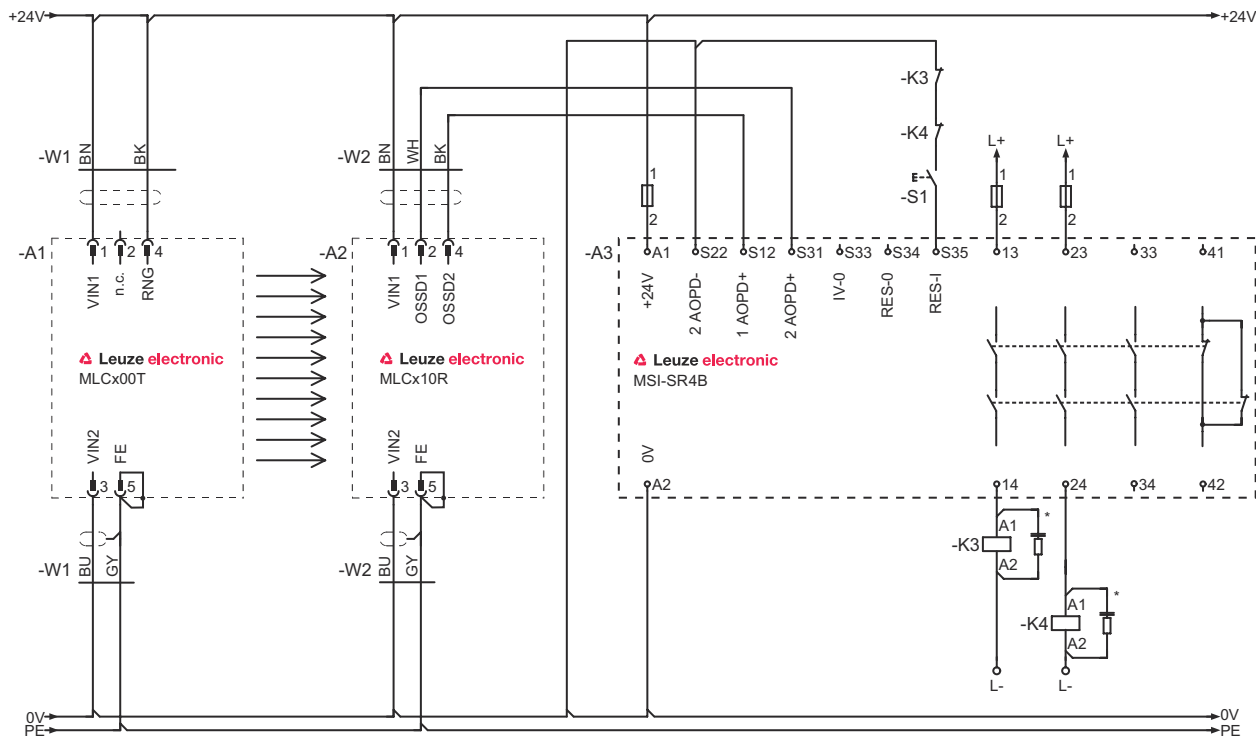 +24V +24V
-K3
-K4
L+ L+
-W1 BN BK -W2 BN WH BK
E -S1
1 1 1
2 2 2
-A1 1 2 4 -A2 1 2 4 -A3 A1 S22 S12 S31 S33 S34 S35 13 23 33 41
VIN1 n.c. RNG VIN1 OSSD1 OSSD2 +24V 2 AOPD- 1 AOPD+ 2 AOPD+ IV-0 RES-0 RES-I
Leuze electronic Leuze electronic Leuze electronic
MLCx00T MLCx10R MSI-SR4B
VIN2 FE VIN2 FE 0V
3 5 3 5 A2 14 24 34 42
A1 *
-K3
A2
-W1 BU GY -W2 BU GY
A1 *
-K4
A2
L- L-
0V 0V
PE PE